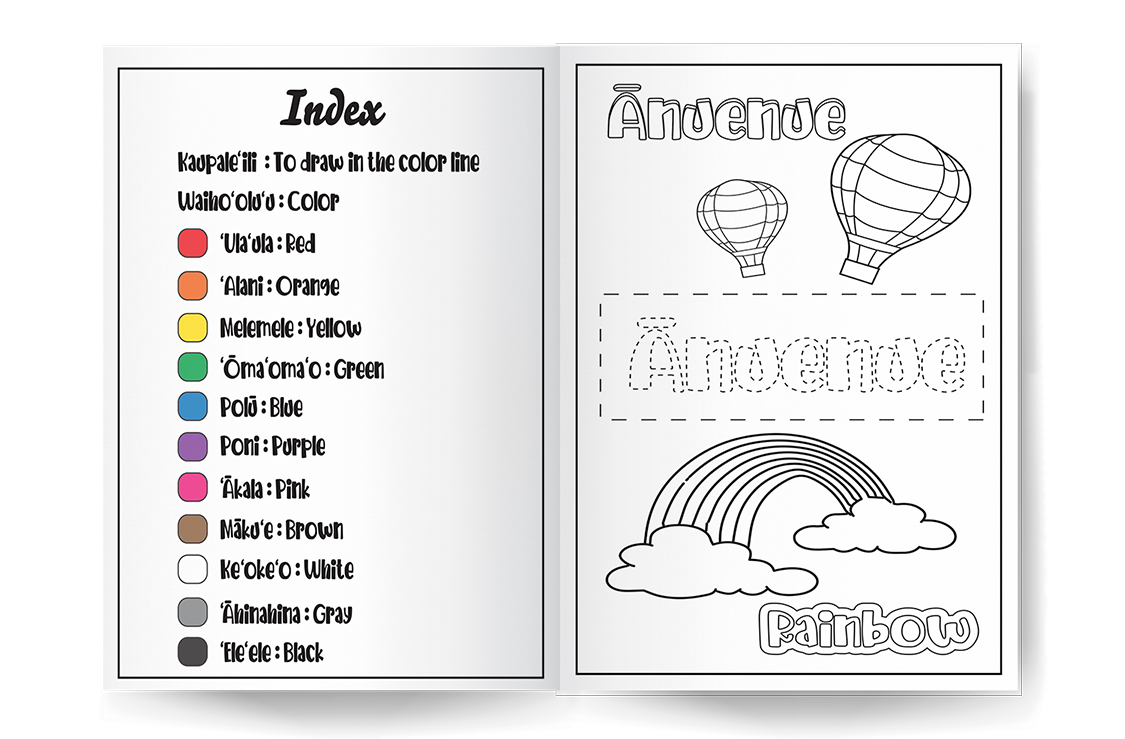 Index
Kaupaleʻili : To draw in the color line
Waihoʻoluʻu : Color
ʻUlaʻula : Red
ʻAlani : Orange
Melemele : Yellow
ʻŌmaʻomaʻo : Green
Polū : Blue
Poni : Purple
ʻĀkala : Pink
Mākuʻe : Brown
Keʻokeʻo : White
ʻĀhinahina : Gray
ʻEleʻele : Black
Ānuenue
Ānuenue
Rainbow